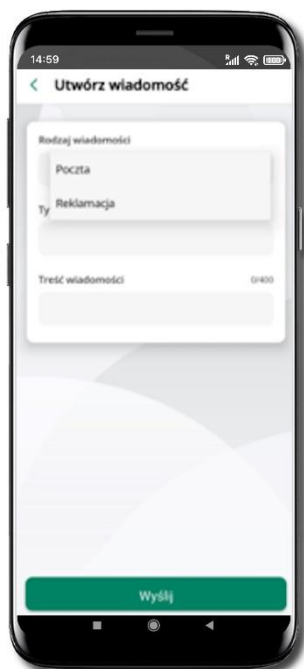 14:59
Utwórz wiadomość
Rodzaj wiadomości
Poczta
Ty
Reklamacja
Treść wiadomości 0/400
Wyślij